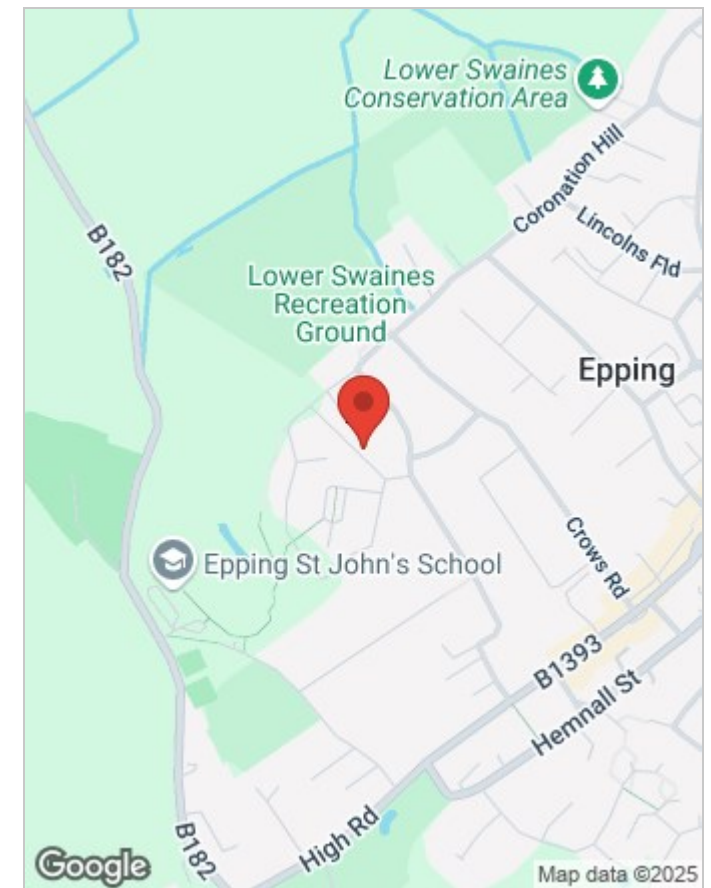 Lower Swaines
Conservation Area
Coronation Hill
Lincolns Fld
B182
Lower Swaines
Recreation
Ground
Epping
Epping St John's School
Crows Rd
B1393
Hemnall St
High Rd
B182
Google
Map data ©2025